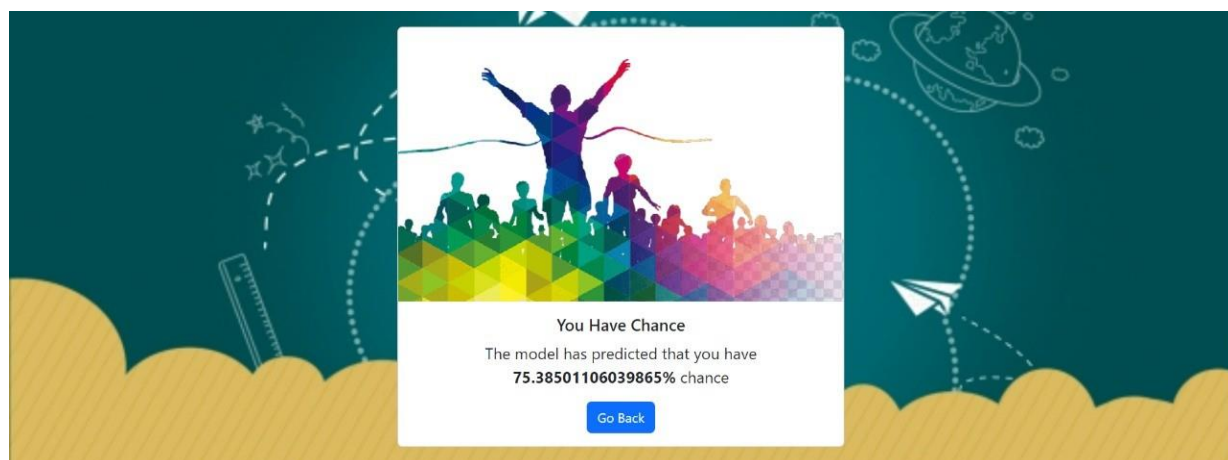 You Have Chance
The model has predicted that you have
75.38501106039865% chance
Go Back